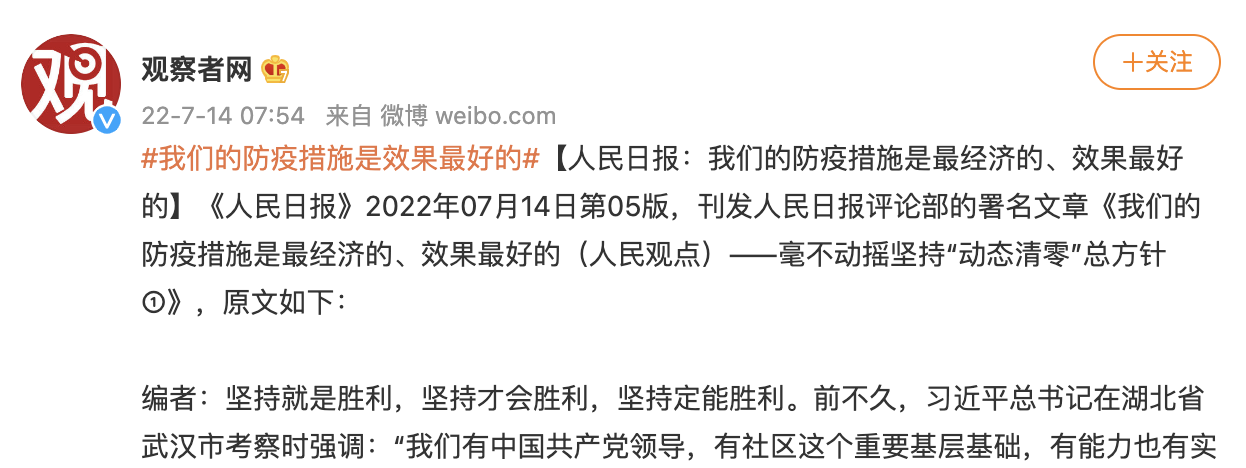 观
观察者网
+关注
22-7-14 07:54 来自 微博 weibo.com
#我们的防疫措施是效果最好的#【人民日报：我们的防疫措施是最经济的、效果最好
的】《人民日报》2022年07月14日第05版，刊发人民日报评论部的署名文章《我们的
防疫措施是最经济的、效果最好的（人民观点）——毫不动摇坚持“动态清零”总方针
①》，原文如下：
编者：坚持就是胜利，坚持才会胜利，坚持定能胜利。前不久，习近平总书记在湖北省
武汉市考察时强调：“我们有中国共产党领导，有社区这个重要基层基础，有能力也有实